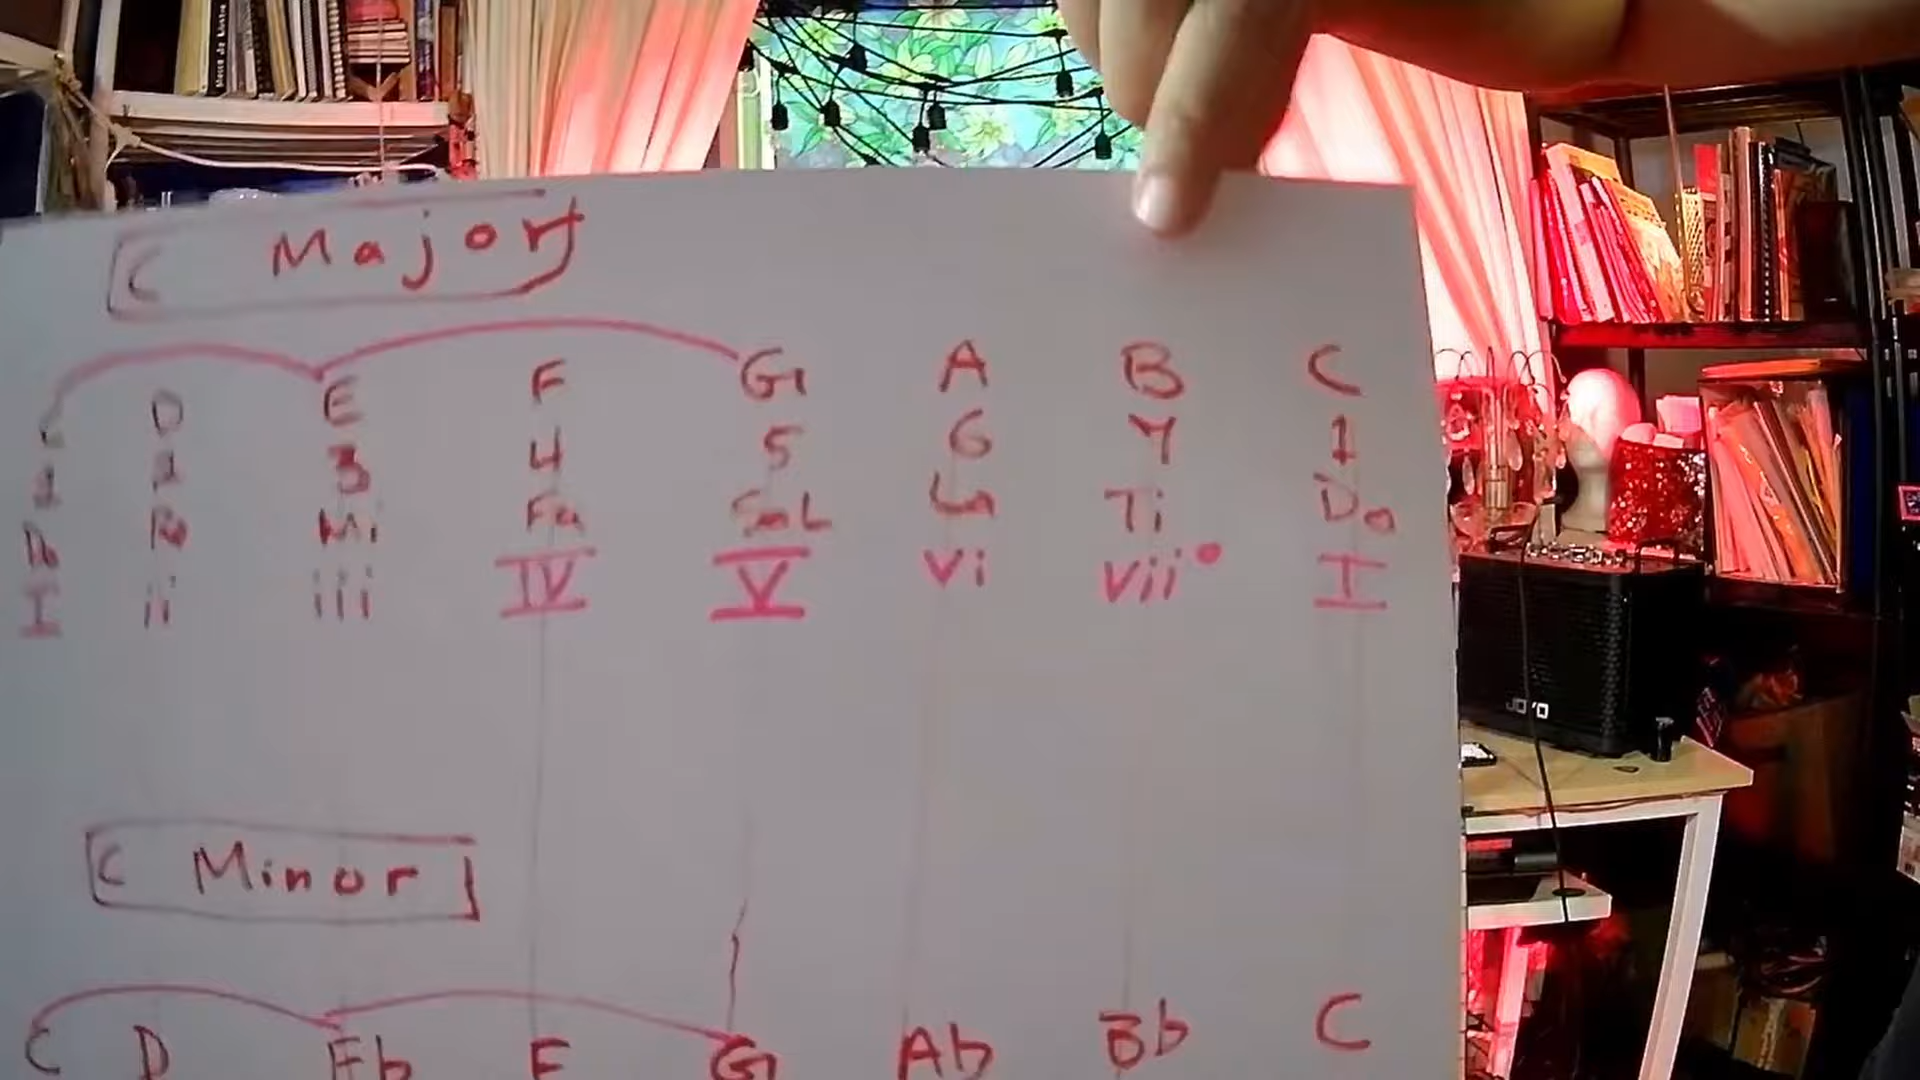 C Major
C D E F G A B C
1 2 3 4 5 6 7 1
Do Re Mi Fa SoL La Ti Do
I ii iii IV V vi vii° I
C Minor
C D Eb F G Ab Bb C
JOYO